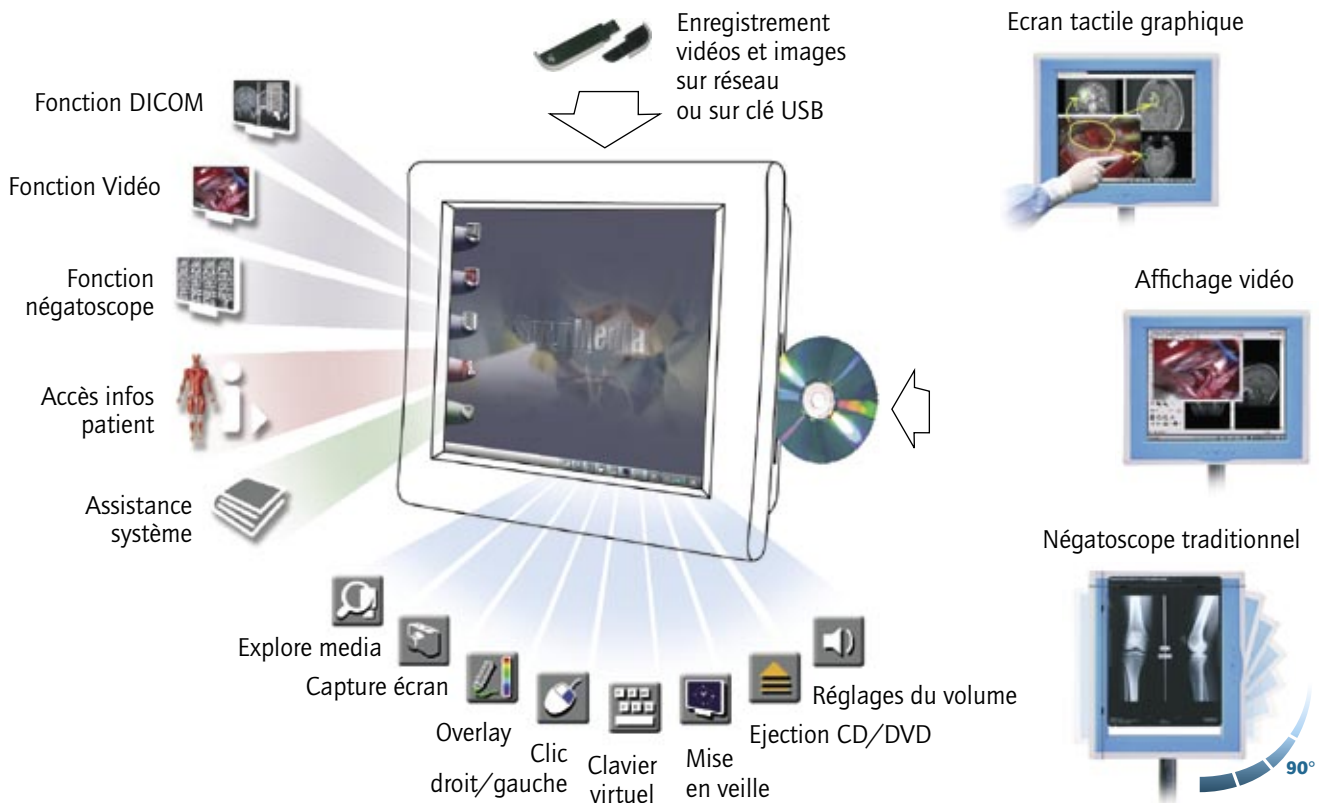 Enregistrement
vidéos et images
sur réseau
ou sur clé USB
Ecran tactile graphique
Fonction DICOM
Fonction Vidéo
Fonction
négatoscope
Accès infos
patient
Assistance
système
Affichage vidéo
Négatoscope traditionnel
Explore media
Capture écran
Overlay
Clic
droit/gauche
Clavier
virtuel
Mise
en veille
Ejection CD/DVD
Réglages du volume
90°